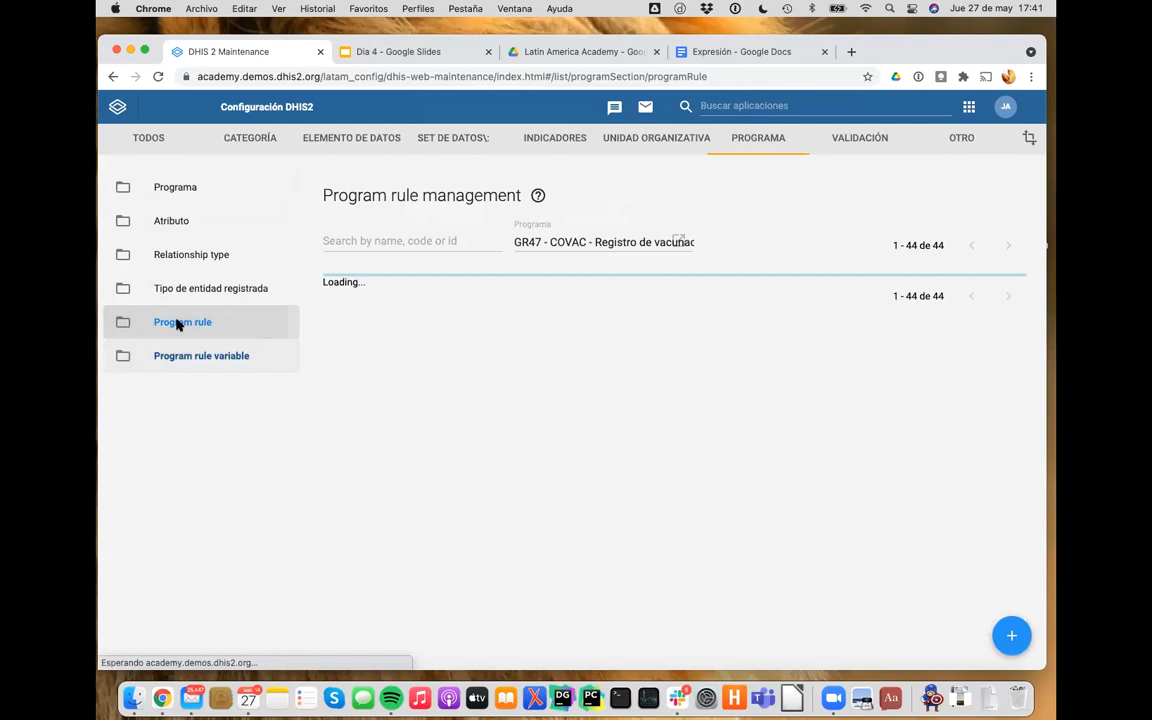 Chrome Archivo Editar Ver Historial Favoritos Perfiles Pestaña Ventana Ayuda Jue 27 de may 17:41
DHIS 2 Maintenance Dia 4 - Google Slides Latin America Academy - Goog Expresión - Google Docs
academy.demos.dhis2.org/latam_config/dhis-web-maintenance/index.html#/list/programSection/programRule
Configuración DHIS2 Buscar aplicaciones JA
TODOS CATEGORÍA ELEMENTO DE DATOS SET DE DATOS\; INDICADORES UNIDAD ORGANIZATIVA PROGRAMA VALIDACIÓN OTRO
Programa
Atributo
Relationship type
Tipo de entidad registrada
Program rule
Program rule variable
Program rule management
Programa
Search by name, code or id GR47 - COVAC - Registro de vacunac 1 - 44 de 44
Loading...
1 - 44 de 44
+
Esperando academy.demos.dhis2.org...